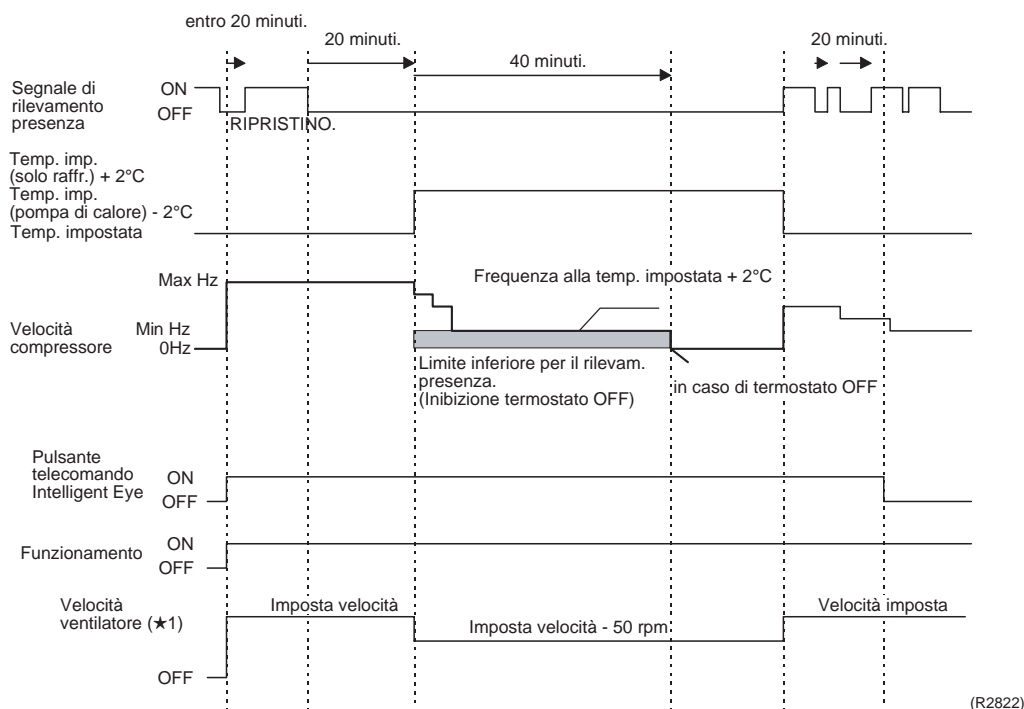 entro 20 minuti.
20 minuti.
40 minuti.
20 minuti.
Segnale di
rilevamento
presenza
ON
OFF
RIPRISTINO.
Temp. imp.
(solo raffr.) + 2°C
Temp. imp.
(pompa di calore) - 2°C
Temp. impostata
Max Hz
Frequenza alla temp. impostata + 2°C
Velocità
compressore
Min Hz
0Hz
Limite inferiore per il rilevam.
presenza.
(Inibizione termostato OFF)
in caso di termostato OFF
Pulsante
telecomando
Intelligent Eye
ON
OFF
Funzionamento
ON
OFF
Velocità
ventilatore (★1)
Imposta velocità
Imposta velocità - 50 rpm
Velocità imposta
OFF
(R2822)